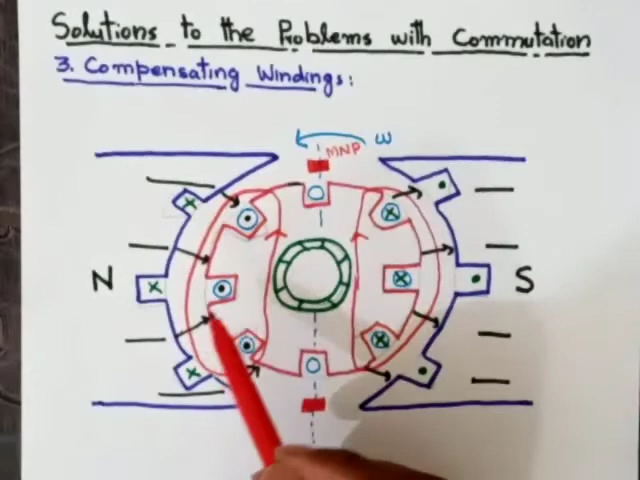 Solutions to the Problems with Commutation
3. Compensating Windings:
ω
MNP
N
S